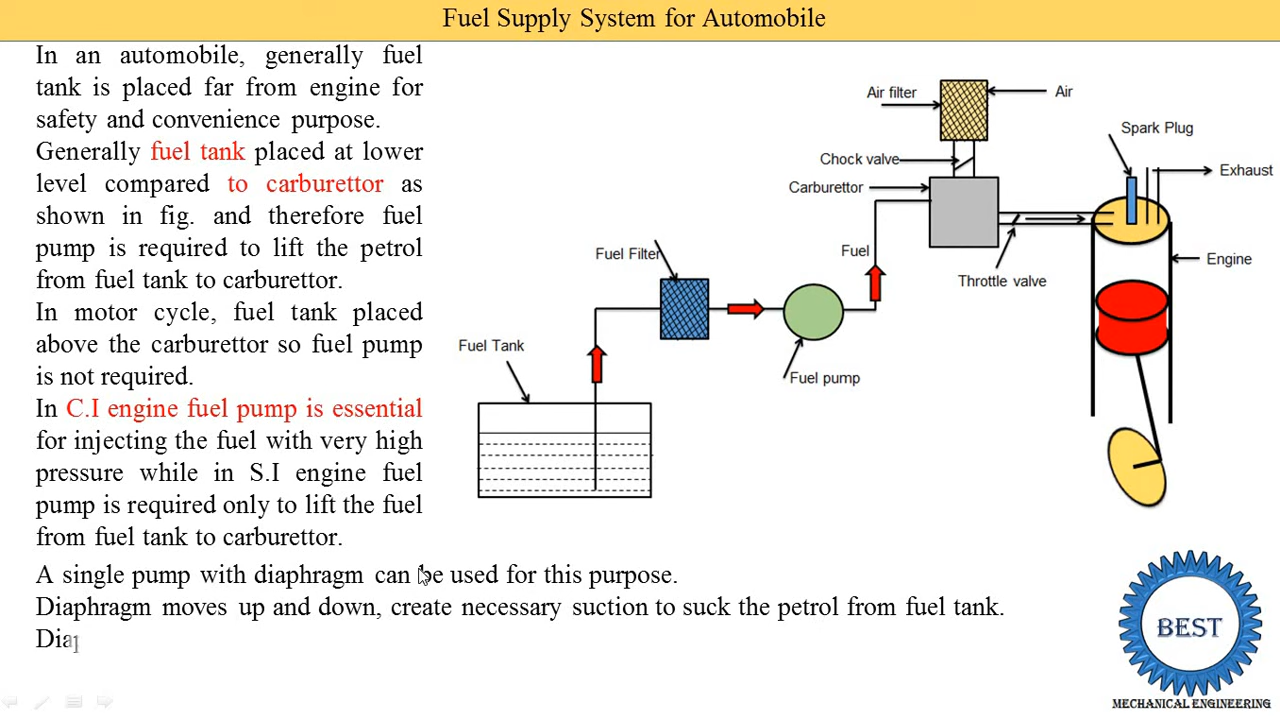 Fuel Supply System for Automobile
In an automobile, generally fuel
tank is placed far from engine for
safety and convenience purpose.
Generally fuel tank placed at lower
level compared to carburettor as
shown in fig. and therefore fuel
pump is required to lift the petrol
from fuel tank to carburettor.
In motor cycle, fuel tank placed
above the carburettor so fuel pump
is not required.
In C.I engine fuel pump is essential
for injecting the fuel with very high
pressure while in S.I engine fuel
pump is required only to lift the fuel
from fuel tank to carburettor.
A single pump with diaphragm can be used for this purpose.
Diaphragm moves up and down, create necessary suction to suck the petrol from fuel tank.
Air filter
Air
Spark Plug
Chock valve
Exhaust
Carburettor
Fuel Filter
Fuel
Engine
Throttle valve
Fuel Tank
Fuel pump
BEST
MECHANICAL ENGINEERING